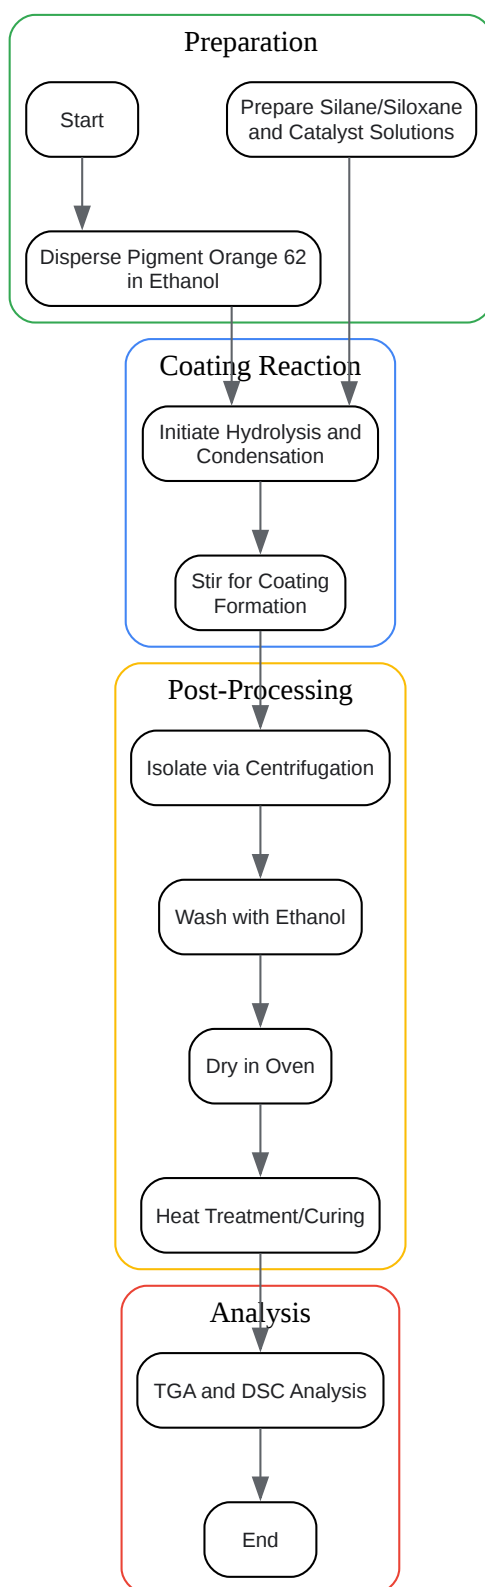 Preparation
Start
Prepare Silane/Siloxane
and Catalyst Solutions
Disperse Pigment Orange 62
in Ethanol
Coating Reaction
Initiate Hydrolysis and
Condensation
Stir for Coating
Formation
Post-Processing
Isolate via Centrifugation
Wash with Ethanol
Dry in Oven
Heat Treatment/Curing
Analysis
TGA and DSC Analysis
End